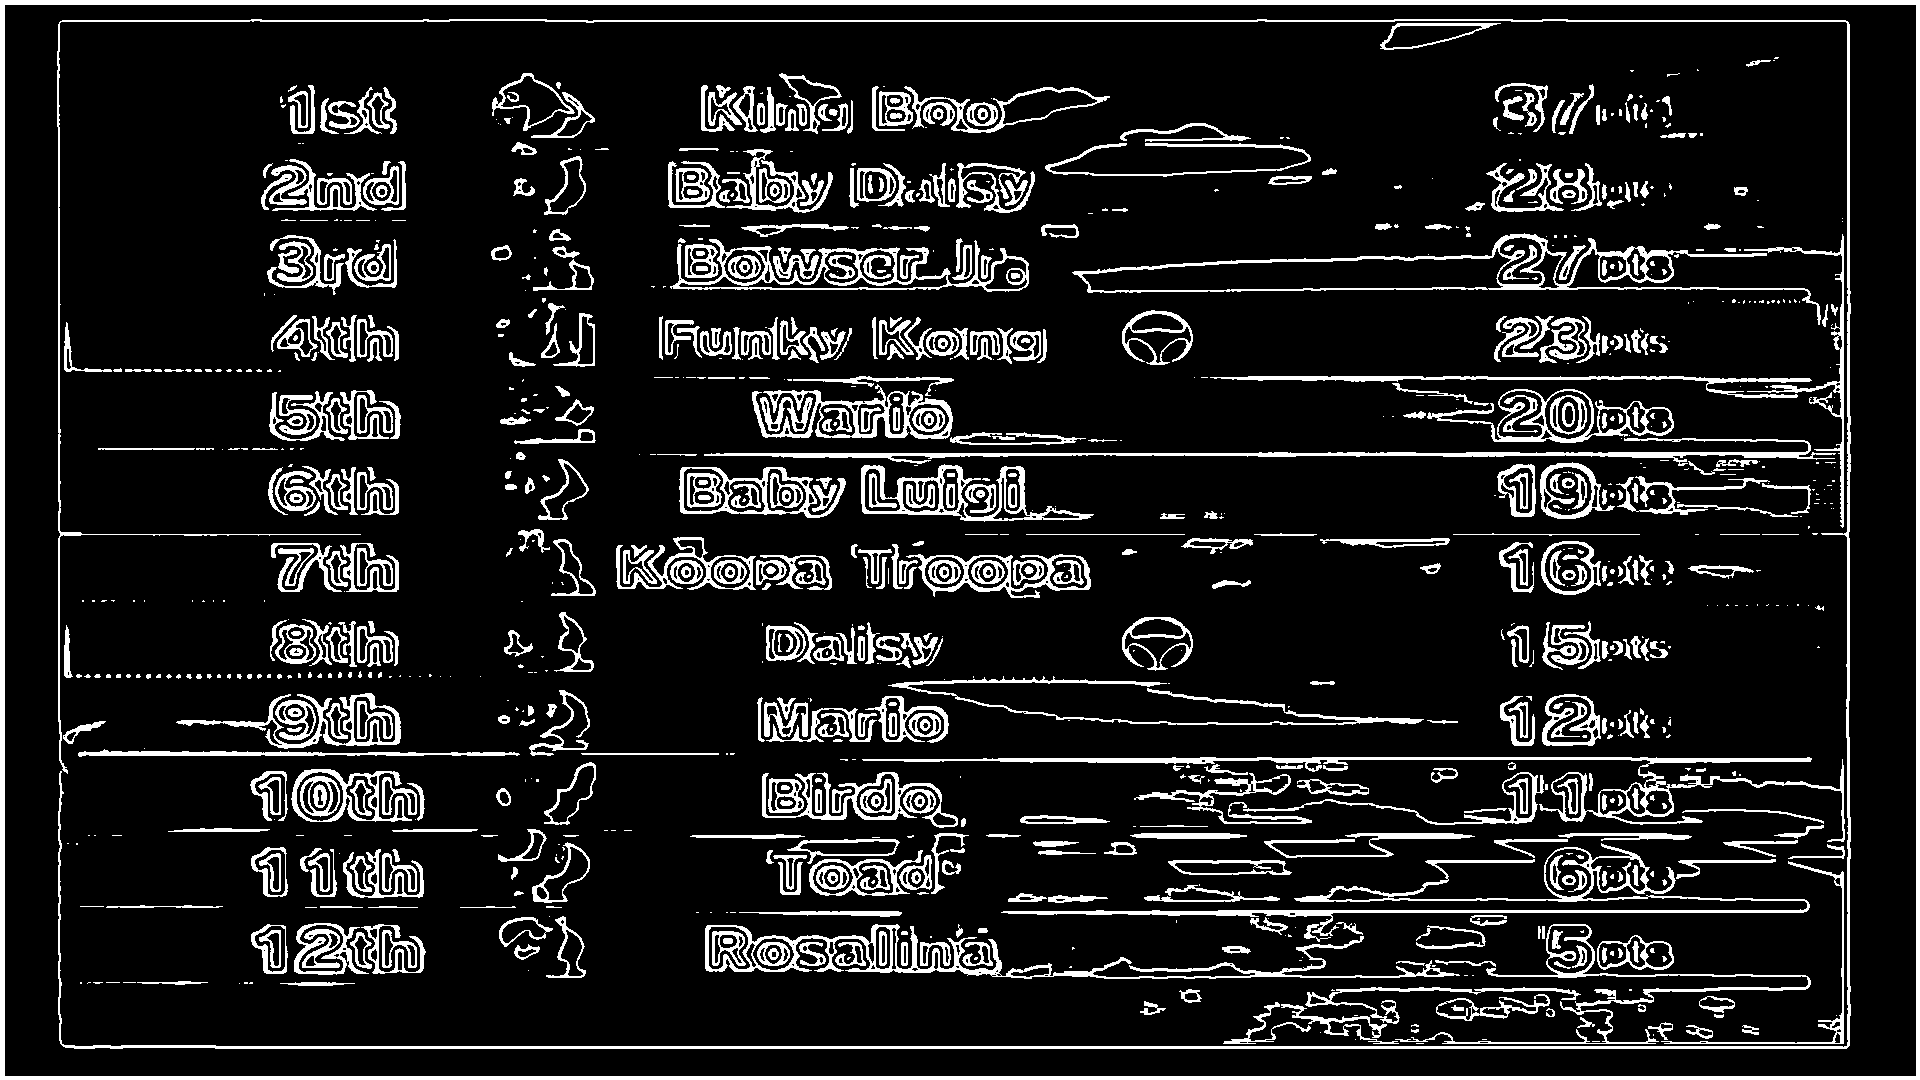 1st King Boo 37pts
2nd Baby Daisy 28pts
3rd Bowser Jr. 27pts
4th Funky Kong 23pts
5th Wario 20pts
6th Baby Luigi 19pts
7th Koopa Troopa 16pts
8th Daisy 15pts
9th Mario 12pts
10th Birdo 11pts
11th Toad 6pts
12th Rosalina 5pts